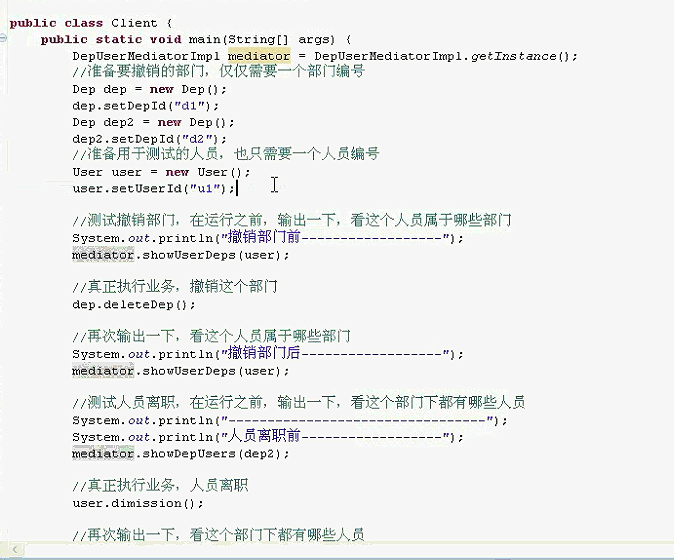 public class Client {
public static void main(String[] args) {
DepUserMediatorImpl mediator = DepUserMediatorImpl.getInstance();
//准备要撤销的部门，仅仅需要一个部门编号
Dep dep = new Dep();
dep.setDepId("d1");
Dep dep2 = new Dep();
dep2.setDepId("d2");
//准备用于测试的人员，也只需要一个人员编号
User user = new User();
user.setUserId("u1");
//测试撤销部门，在运行之前，输出一下，看这个人员属于哪些部门
System.out.println("撤销部门前------------------");
mediator.showUserDeps(user);
//真正执行业务，撤销这个部门
dep.deleteDep();
//再次输出一下，看这个人员属于哪些部门
System.out.println("撤销部门后------------------");
mediator.showUserDeps(user);
//测试人员离职，在运行之前，输出一下，看这个部门下都有哪些人员
System.out.println("---------------------------------");
System.out.println("人员离职前------------------");
mediator.showDepUsers(dep2);
//真正执行业务，人员离职
user.dimission();
//再次输出一下，看这个部门下都有哪些人员